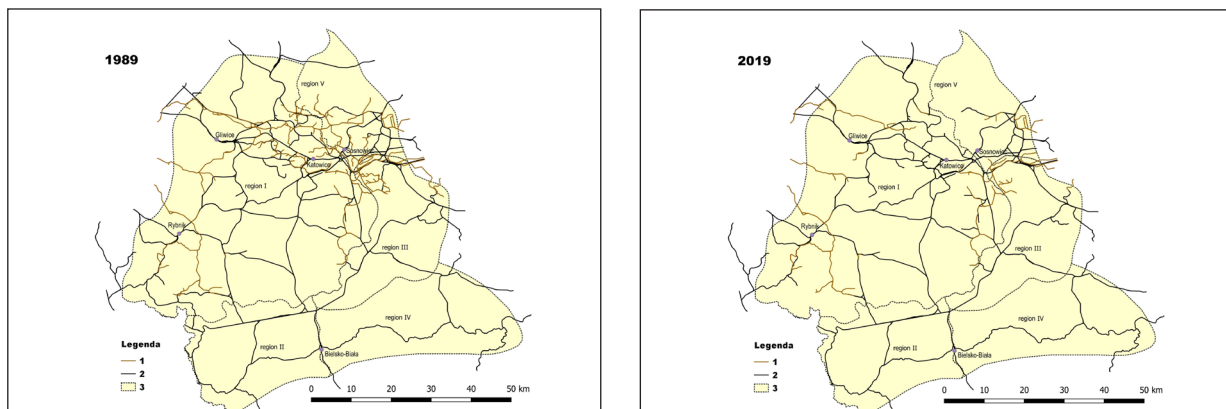 1989
region V
Gliwice
Sosnowiec
Katowice
region I
Rybnik
region III
region IV
region II
Bielsko-Biała
Legenda
1
2
3
0 10 20 30 40 50 km
2019
region V
Gliwice
Sosnowiec
Katowice
region I
Rybnik
region III
region IV
region II
Bielsko-Biała
Legenda
1
2
3
0 10 20 30 40 50 km